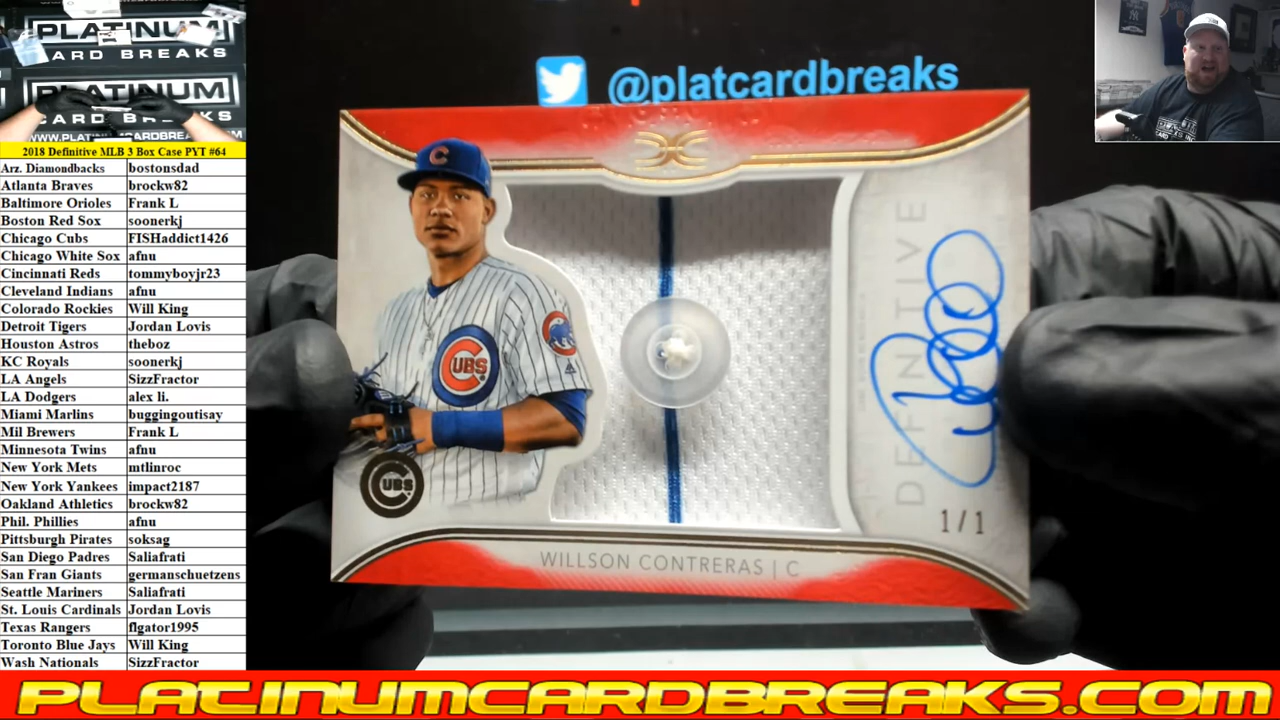 PLATINUM
CARD BREAKS
PLATINUM
CARD BREAKS
WWW.PLATINUMCARDBREAKS.COM
2018 Definitive MLB 3 Box Case PYT #64
Arz. Diamondbacks bostonsdad
Atlanta Braves brockw82
Baltimore Orioles Frank L
Boston Red Sox soonerkj
Chicago Cubs FISHaddict1426
Chicago White Sox afnu
Cincinnati Reds tommyboyjr23
Cleveland Indians afnu
Colorado Rockies Will King
Detroit Tigers Jordan Lovis
Houston Astros theboz
KC Royals soonerkj
LA Angels SizzFractor
LA Dodgers alex li.
Miami Marlins buggingoutisay
Mil Brewers Frank L
Minnesota Twins afnu
New York Mets mtlinroc
New York Yankees impact2187
Oakland Athletics brockw82
Phil. Phillies afnu
Pittsburgh Pirates soksag
San Diego Padres Saliafrati
San Fran Giants germanschuetzens
Seattle Mariners Saliafrati
St. Louis Cardinals Jordan Lovis
Texas Rangers flgator1995
Toronto Blue Jays Will King
Wash Nationals SizzFractor
@platcardbreaks
C
CUBS
CUBS
DEFINITIVE
1/1
WILLSON CONTRERAS | C
PLATINUMCARDBREAKS.COM